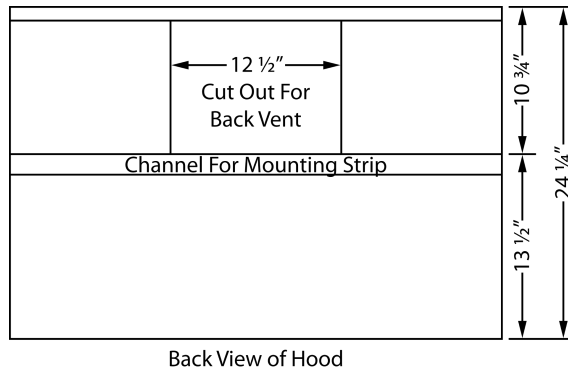 12 ½”
Cut Out For
Back Vent
Channel For Mounting Strip
10 ¾”
13 ½”
24 ¼”
Back View of Hood